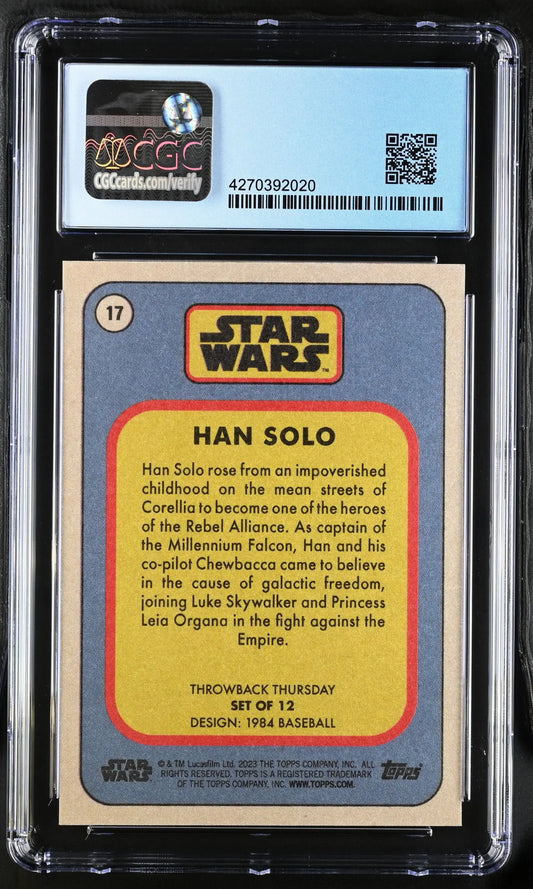 CGC
CGCcards.com/verify
4270392020
17
STAR
WARS™
HAN SOLO
Han Solo rose from an impoverished
childhood on the mean streets of
Corellia to become one of the heroes
of the Rebel Alliance. As captain of
the Millennium Falcon, Han and his
co-pilot Chewbacca came to believe
in the cause of galactic freedom,
joining Luke Skywalker and Princess
Leia Organa in the fight against the
Empire.
THROWBACK THURSDAY
SET OF 12
DESIGN: 1984 BASEBALL
STAR
WARS
© & TM Lucasfilm Ltd. 2023 THE TOPPS COMPANY, INC. ALL
RIGHTS RESERVED. TOPPS IS A REGISTERED TRADEMARK
OF THE TOPPS COMPANY, INC. WWW.TOPPS.COM.
topps